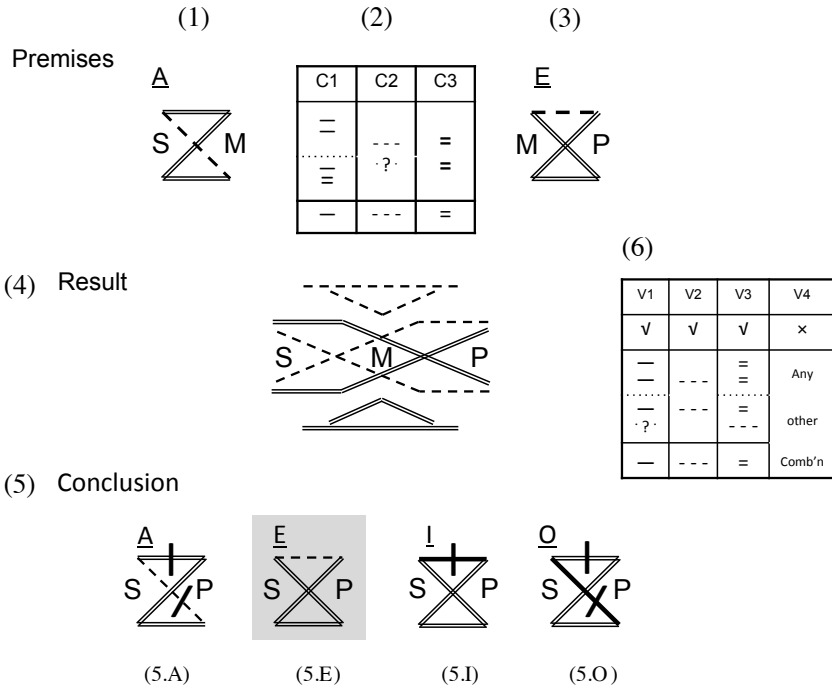 (1) (2) (3)
Premises
A
S M
C1 C2 C3
—
— - - - =
·?· =
—
=
— - - - =
E
M P
(4) Result
S M P
(6)
V1 V2 V3 V4
√ √ √ ×
— =
— - - - = Any
— - - - =
·?· - - - other
— - - - = Comb'n
(5) Conclusion
A E I O
S P S P S P S P
(5.A) (5.E) (5.I) (5.O)